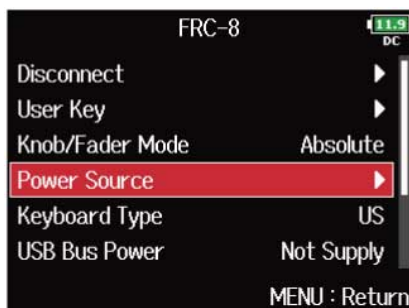 FRC-8
11.9
DC
Disconnect
User Key
Knob/Fader Mode Absolute
Power Source
Keyboard Type US
USB Bus Power Not Supply
MENU : Return